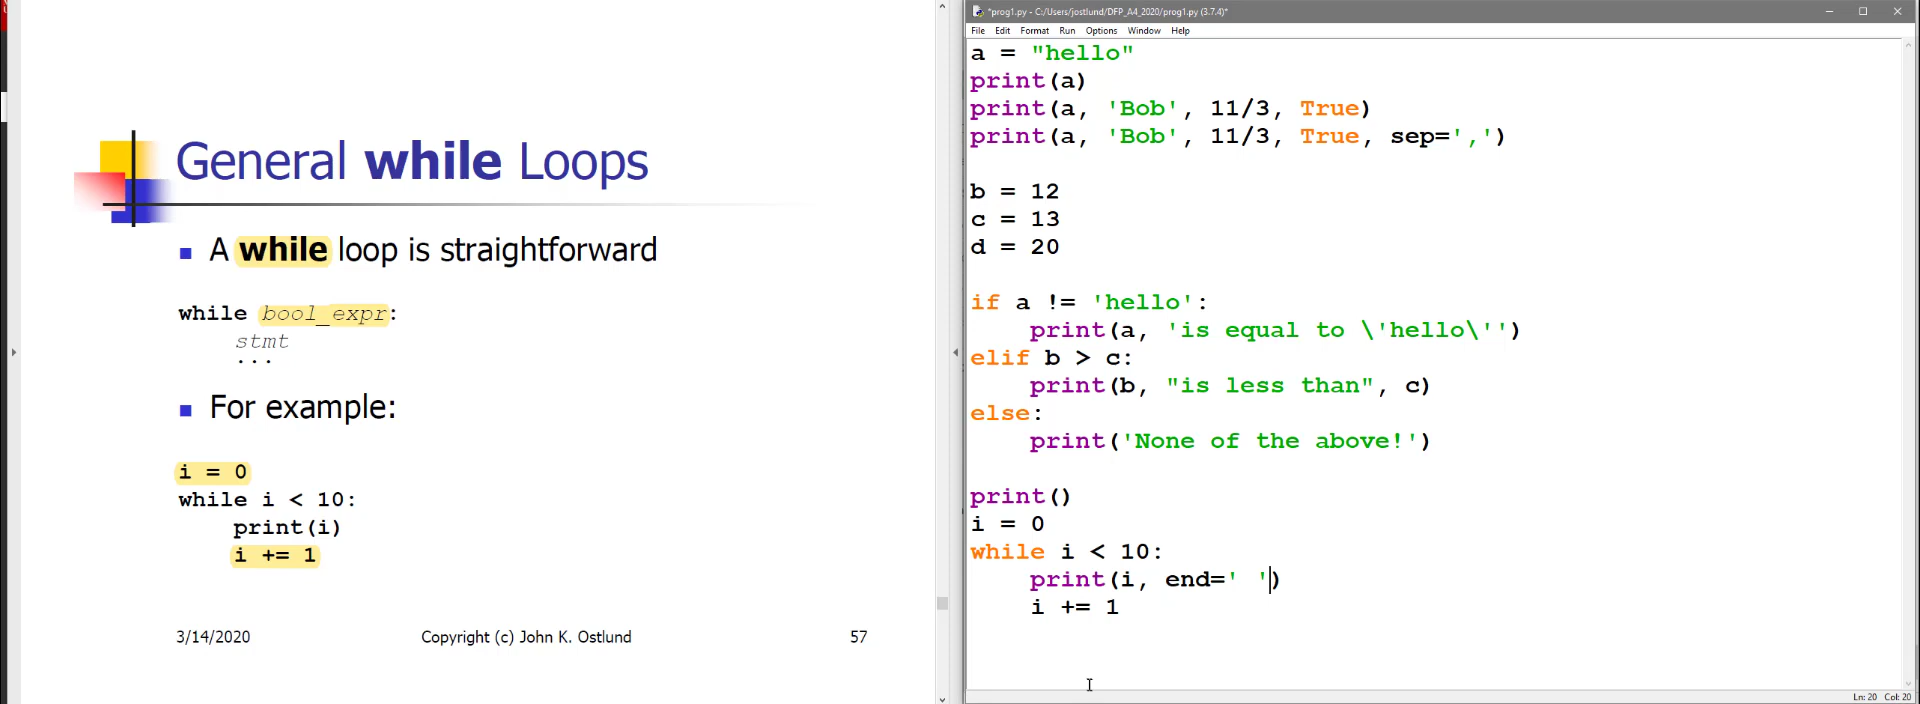 General while Loops
A while loop is straightforward
while bool_expr:
stmt
...
For example:
i = 0
while i < 10:
    print(i)
    i += 1
3/14/2020 Copyright (c) John K. Ostlund 57
*prog1.py - C:/Users/jostlund/DFP_A4_2020/prog1.py (3.7.4)*
File Edit Format Run Options Window Help
a = "hello"
print(a)
print(a, 'Bob', 11/3, True)
print(a, 'Bob', 11/3, True, sep=',')
b = 12
c = 13
d = 20
if a != 'hello':
    print(a, 'is equal to \'hello\'')
elif b > c:
    print(b, "is less than", c)
else:
    print('None of the above!')
print()
i = 0
while i < 10:
    print(i, end=' ')
    i += 1
Ln: 20 Col: 20